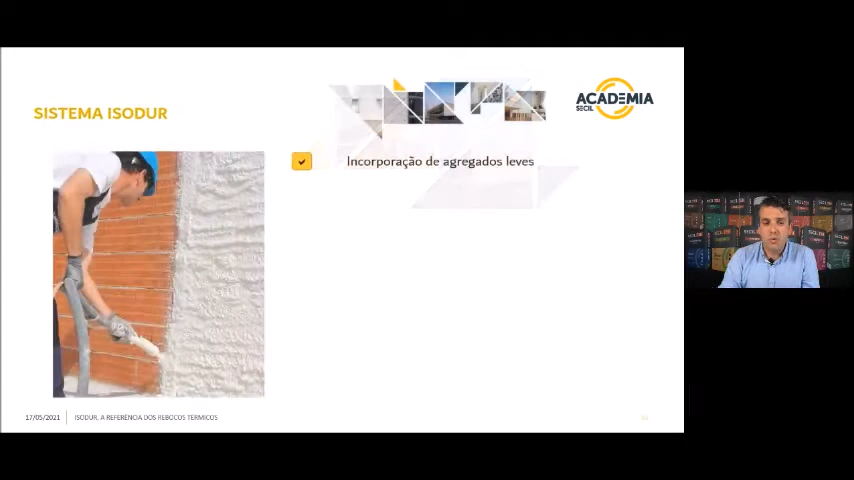 SISTEMA ISODUR
ACADEMIA
SECIL
Incorporação de agregados leves
17/05/2021
ISODUR, A REFERÊNCIA DOS REBOCOS TÉRMICOS